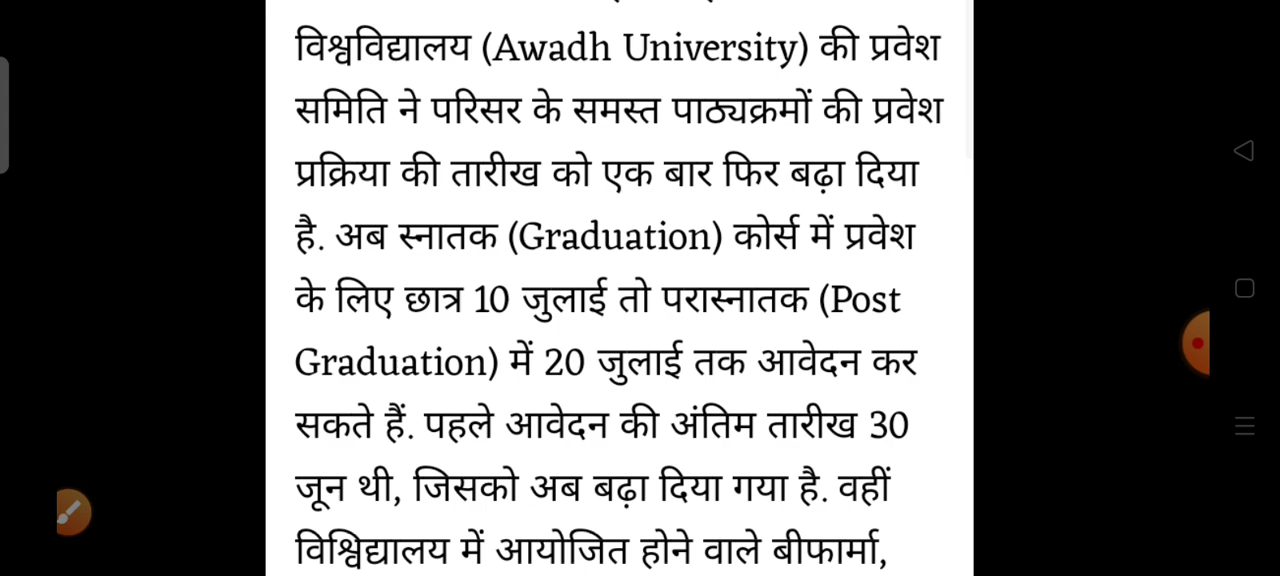 विश्वविद्यालय (Awadh University) की प्रवेश
समिति ने परिसर के समस्त पाठ्यक्रमों की प्रवेश
प्रक्रिया की तारीख को एक बार फिर बढ़ा दिया
है. अब स्नातक (Graduation) कोर्स में प्रवेश
के लिए छात्र 10 जुलाई तो परास्नातक (Post
Graduation) में 20 जुलाई तक आवेदन कर
सकते हैं. पहले आवेदन की अंतिम तारीख 30
जून थी, जिसको अब बढ़ा दिया गया है. वहीं
विश्विद्यालय में आयोजित होने वाले बीफार्मा,